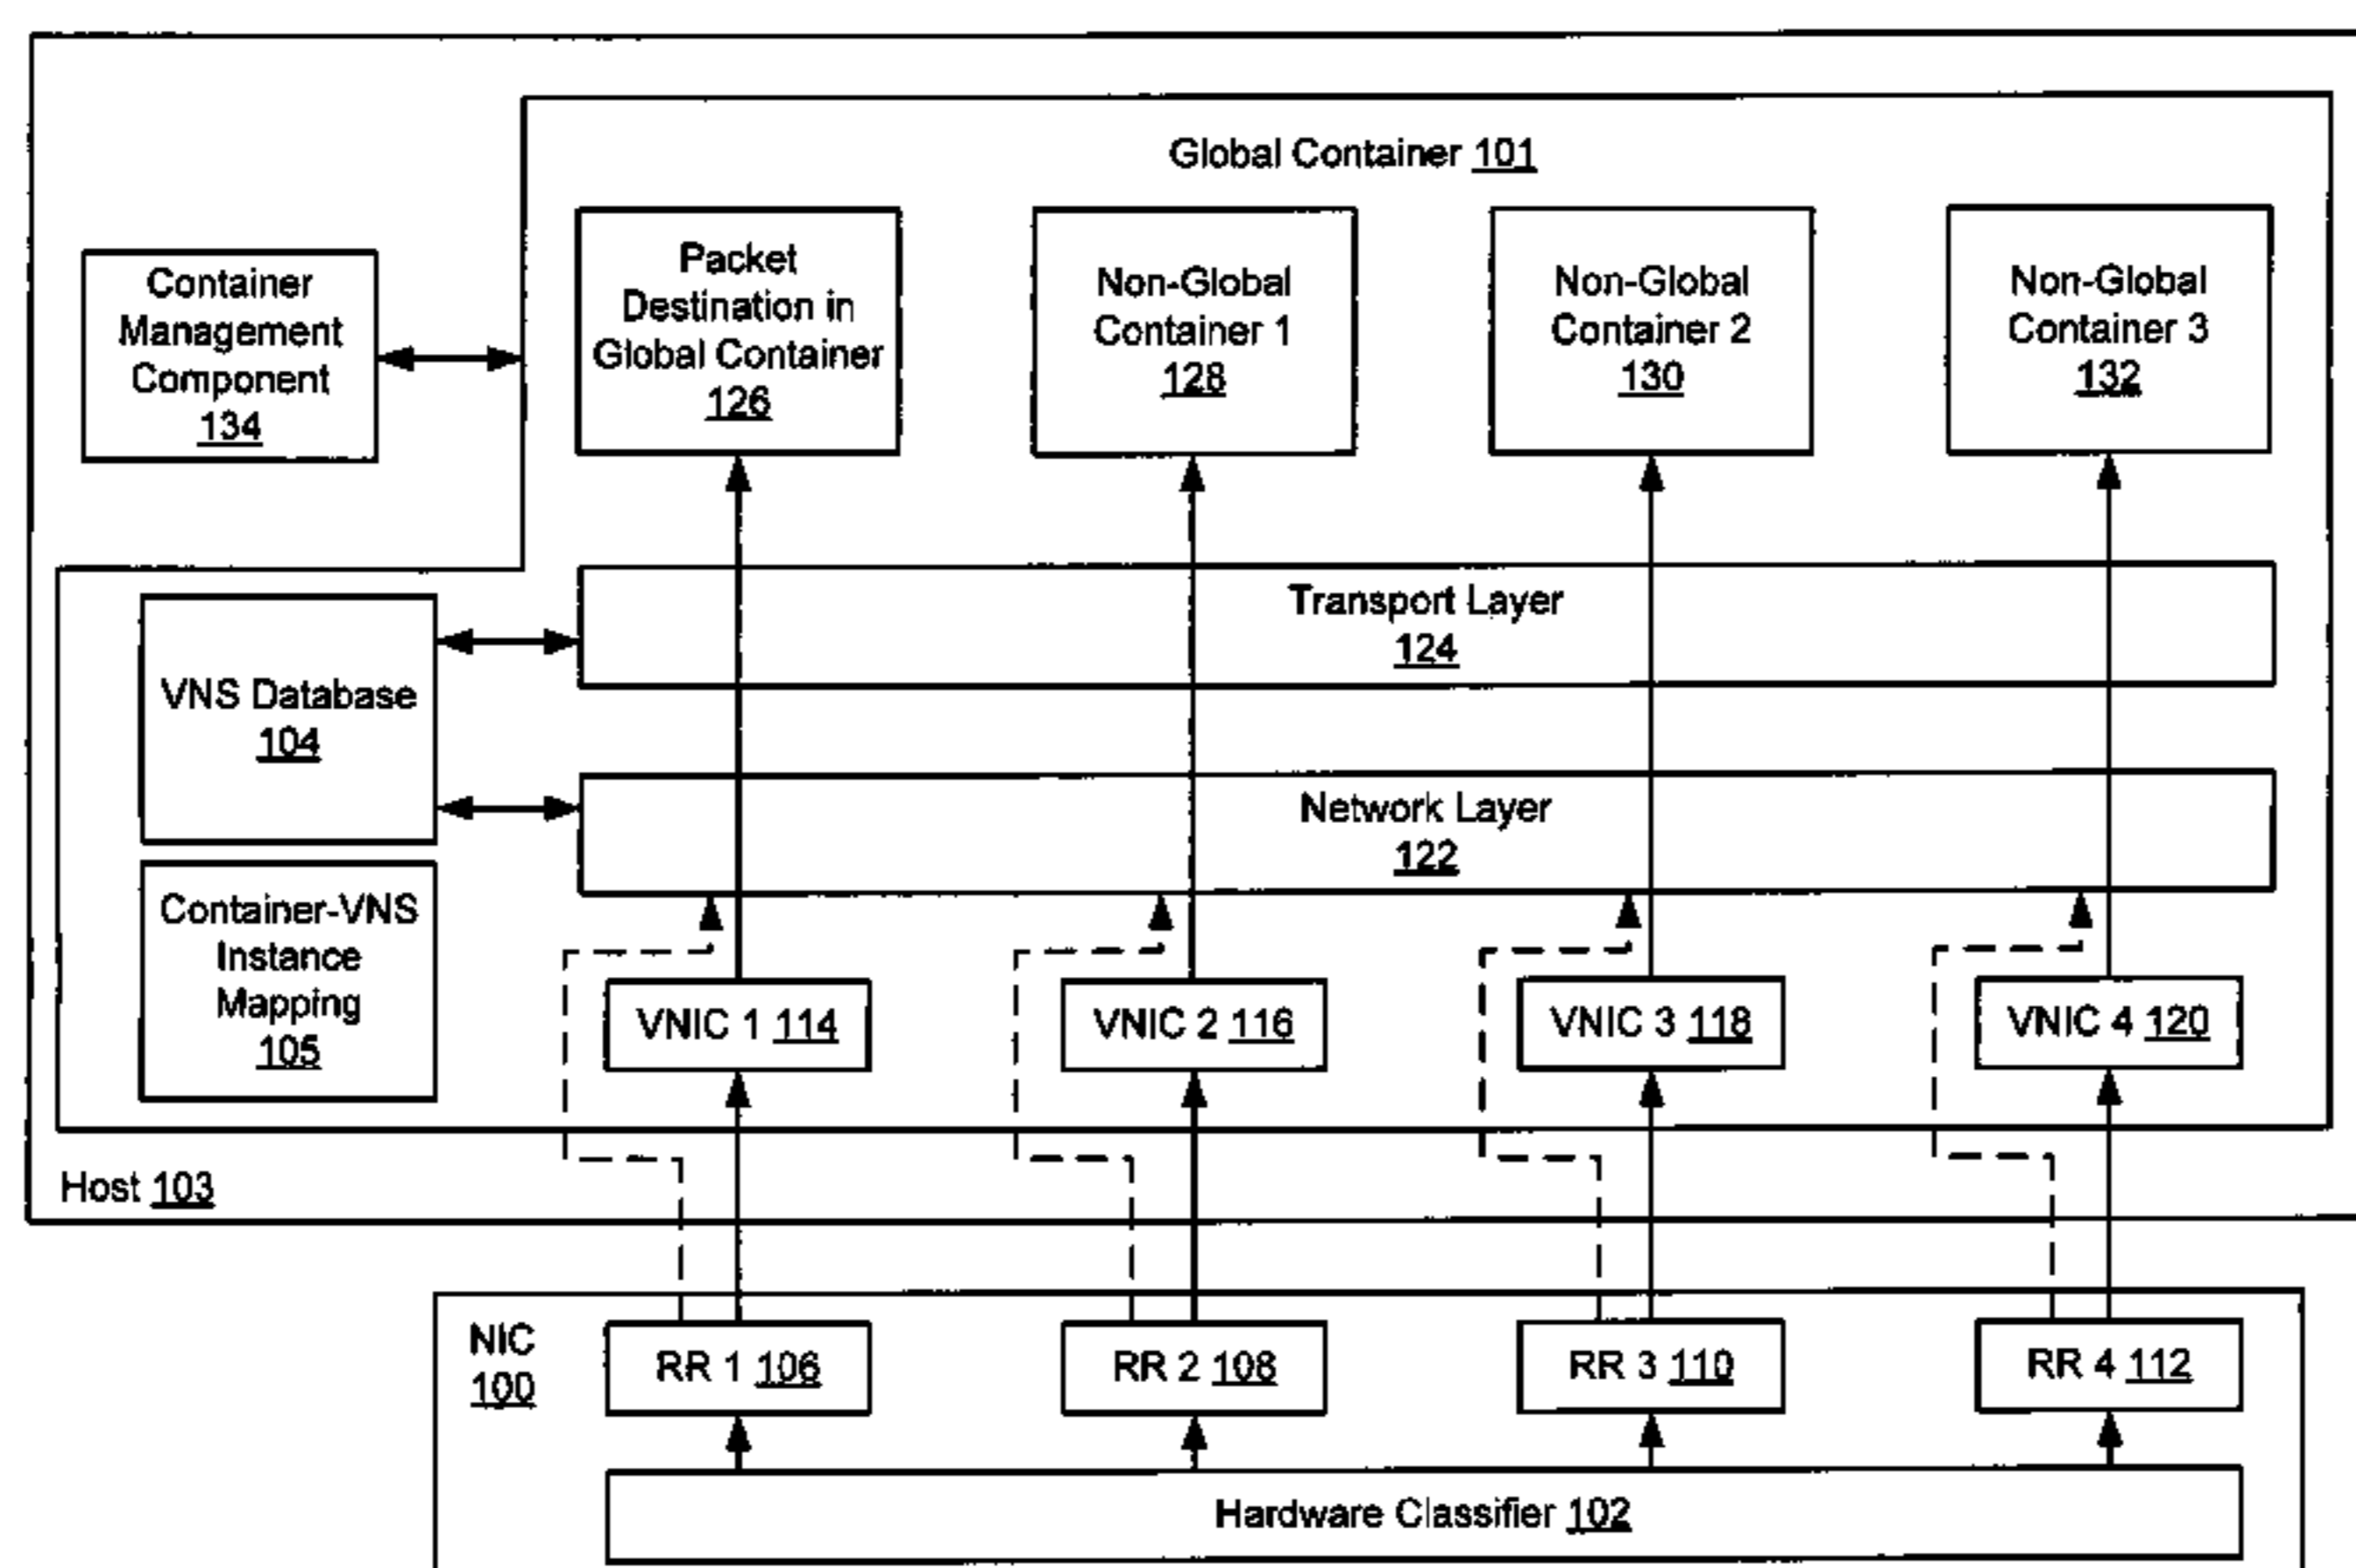 Global Container 101
Container
Management
Component
134
Packet
Destination in
Global Container
126
Non-Global
Container 1
128
Non-Global
Container 2
130
Non-Global
Container 3
132
Transport Layer
124
VNS Database
104
Network Layer
122
Container-VNS
Instance
Mapping
105
VNIC 1 114
VNIC 2 116
VNIC 3 118
VNIC 4 120
Host 103
NIC
100
RR 1 106
RR 2 108
RR 3 110
RR 4 112
Hardware Classifier 102